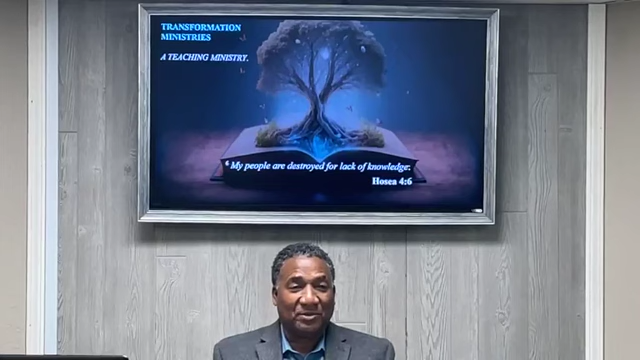 TRANSFORMATION
MINISTRIES
A TEACHING MINISTRY.
‘ My people are destroyed for lack of knowledge.
Hosea 4:6